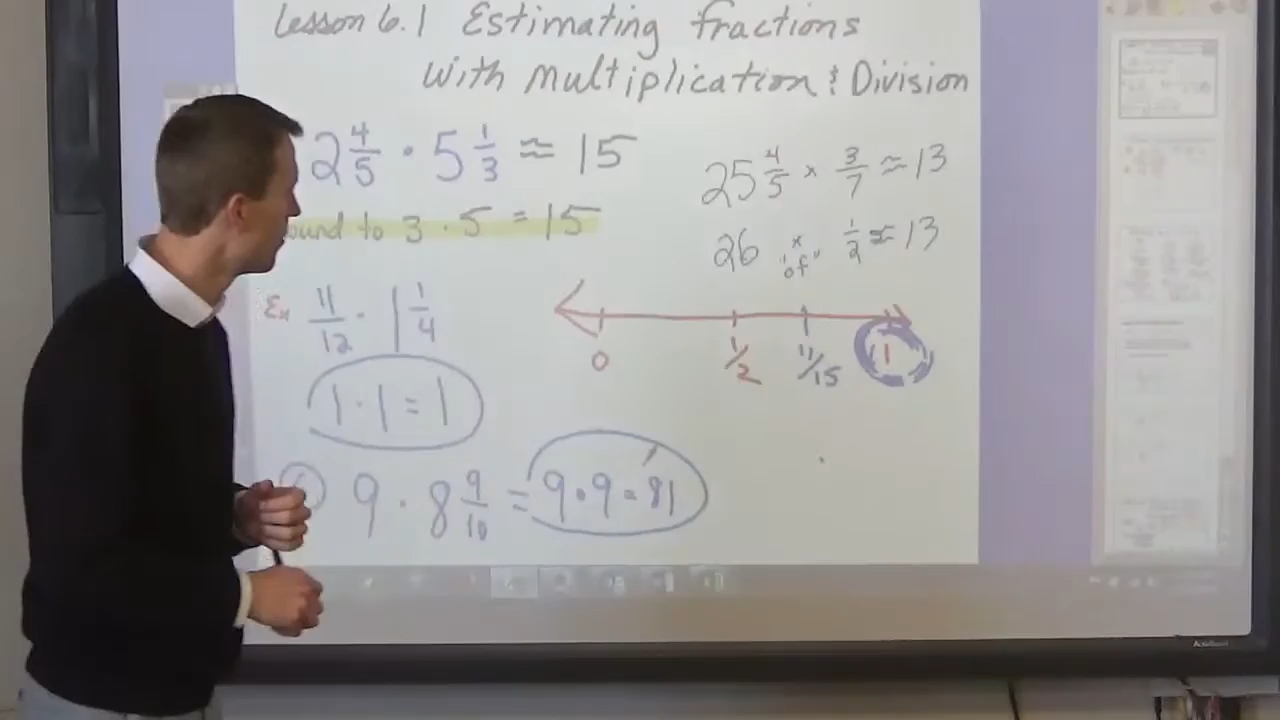 Lesson 6.1 Estimating fractions
with Multiplication & Division
2 4/5 · 5 1/3 ≈ 15
ound to 3 · 5 = 15
25 4/5 × 3/7 ≈ 13
26 × "of" 1/2 ≈ 13
Ex 11/12 · 1 1/4
1 · 1 = 1
0 1/2 11/15 1
9 · 8 9/10 = 9 · 9 = 81